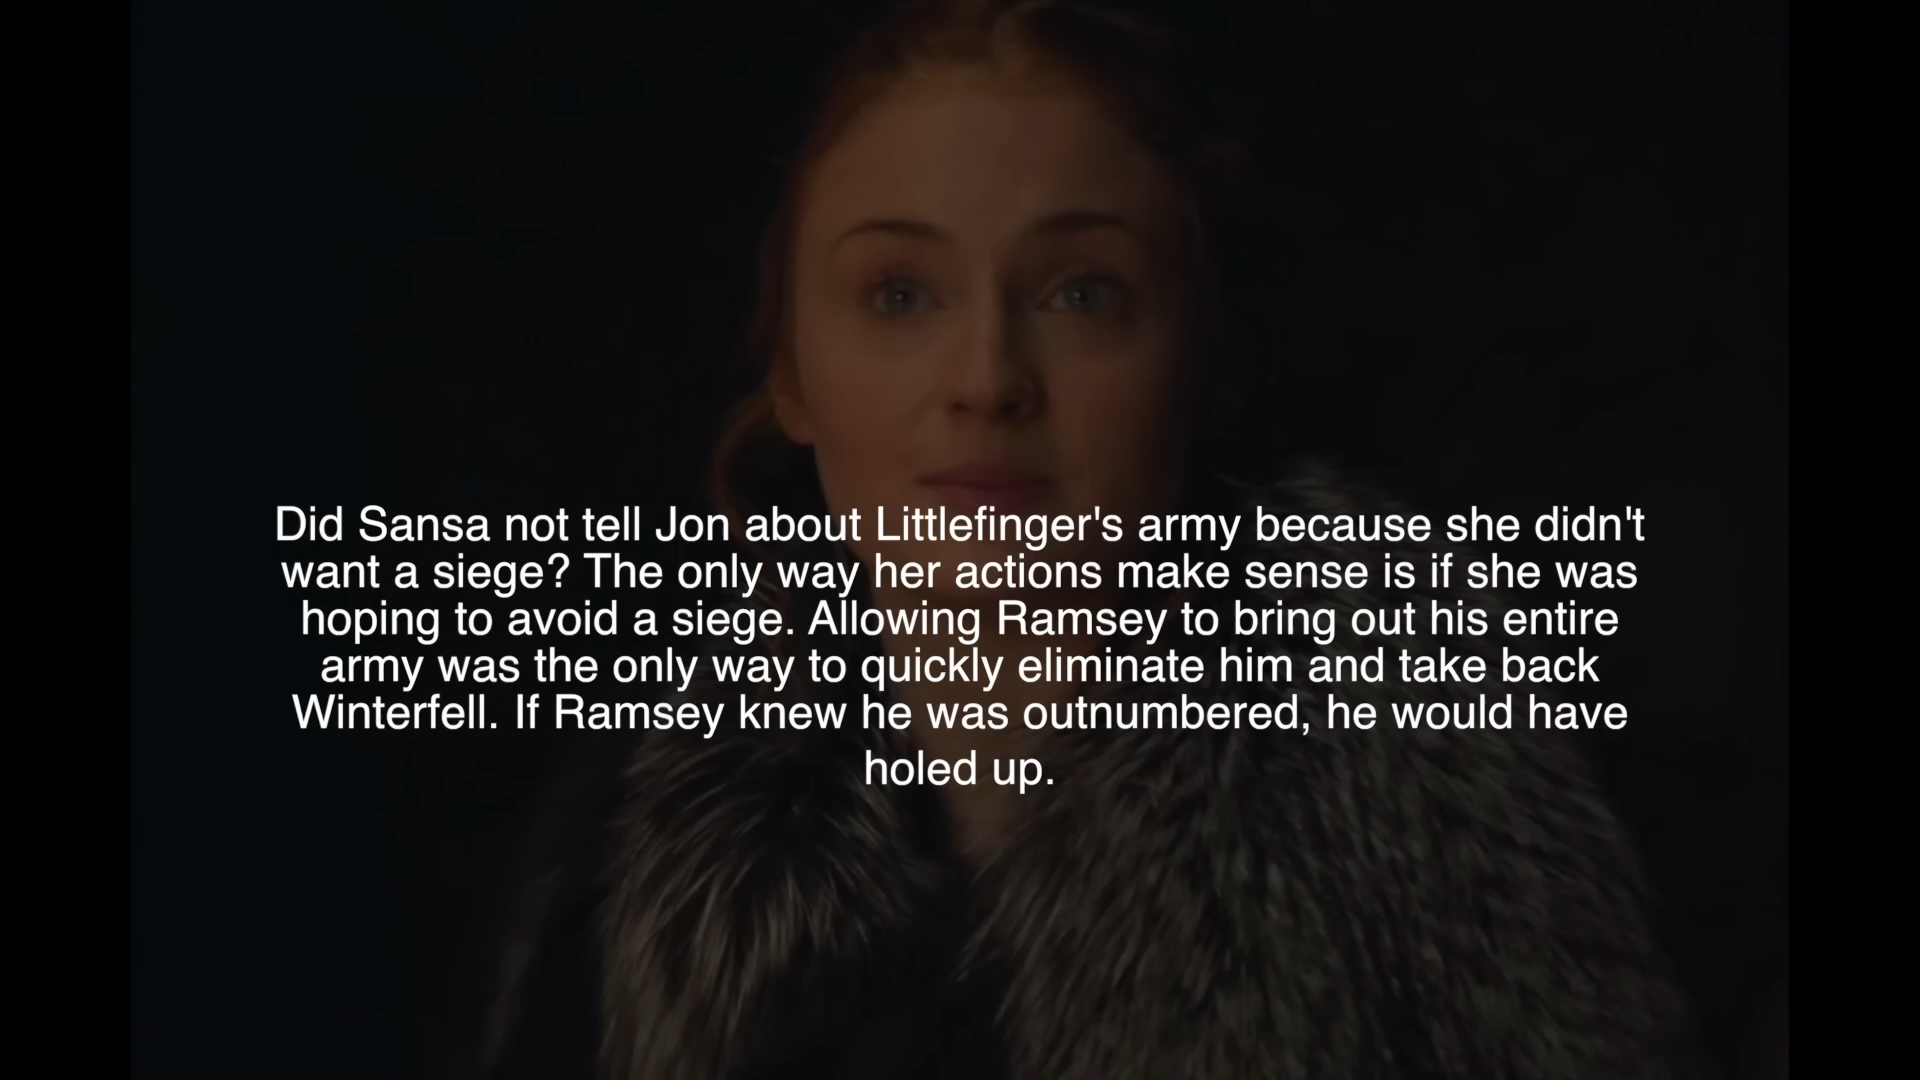 Did Sansa not tell Jon about Littlefinger's army because she didn't
want a siege? The only way her actions make sense is if she was
hoping to avoid a siege. Allowing Ramsey to bring out his entire
army was the only way to quickly eliminate him and take back
Winterfell. If Ramsey knew he was outnumbered, he would have
holed up.